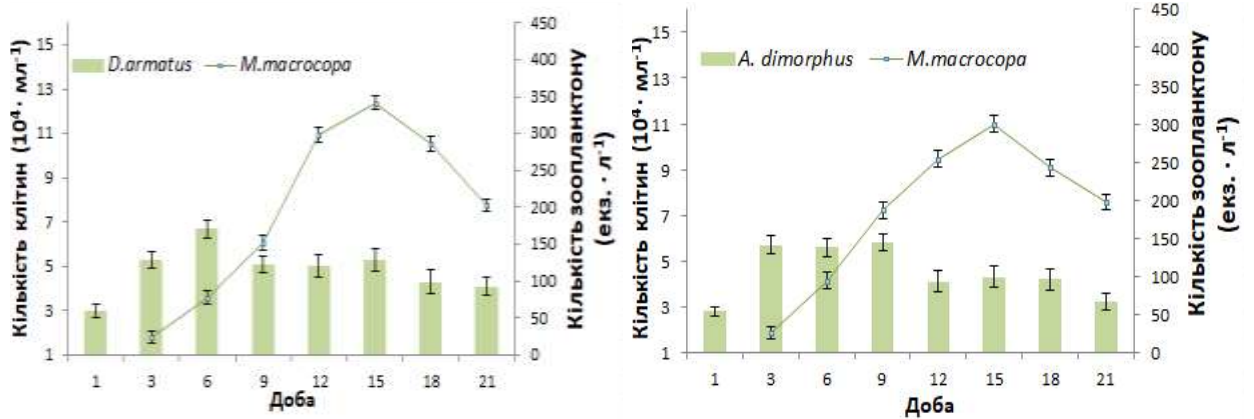 Кількість клітин (10⁴· мл⁻¹)
15
13
11
9
7
5
3
1
D.armatus
M.macrocopa
450
400
350
300
250
200
150
100
50
0
Кількість зоопланктону
(екз. · л⁻¹)
1 3 6 9 12 15 18 21
Доба
Кількість клітин (10⁴· мл⁻¹)
15
13
11
9
7
5
3
1
A. dimorphus
M.macrocopa
450
400
350
300
250
200
150
100
50
0
Кількість зоопланктону
(екз. · л⁻¹)
1 3 6 9 12 15 18 21
Доба